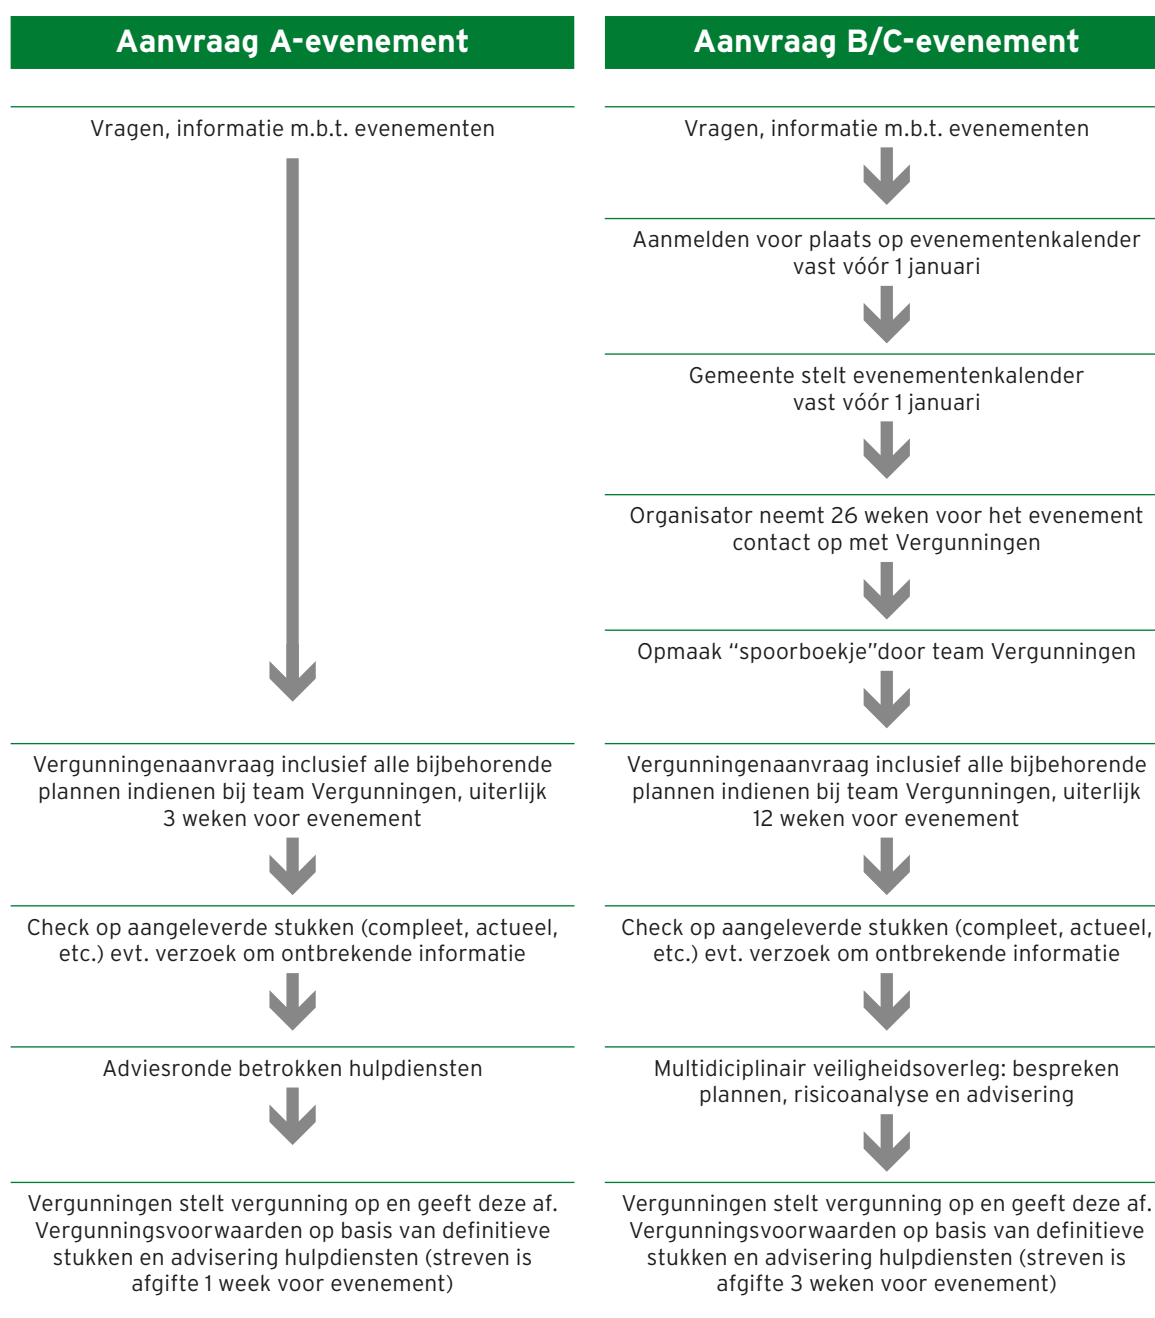 Aanvraag A-evenement
Vragen, informatie m.b.t. evenementen
Vergunningenaanvraag inclusief alle bijbehorende
plannen indienen bij team Vergunningen, uiterlijk
3 weken voor evenement
Check op aangeleverde stukken (compleet, actueel,
etc.) evt. verzoek om ontbrekende informatie
Adviesronde betrokken hulpdiensten
Vergunningen stelt vergunning op en geeft deze af.
Vergunningsvoorwaarden op basis van definitieve
stukken en advisering hulpdiensten (streven is
afgifte 1 week voor evenement)
Aanvraag B/C-evenement
Vragen, informatie m.b.t. evenementen
Aanmelden voor plaats op evenementenkalender
vast vóór 1 januari
Gemeente stelt evenementenkalender
vast vóór 1 januari
Organisator neemt 26 weken voor het evenement
contact op met Vergunningen
Opmaak “spoorboekje”door team Vergunningen
Vergunningenaanvraag inclusief alle bijbehorende
plannen indienen bij team Vergunningen, uiterlijk
12 weken voor evenement
Check op aangeleverde stukken (compleet, actueel,
etc.) evt. verzoek om ontbrekende informatie
Multidiciplinair veiligheidsoverleg: bespreken
plannen, risicoanalyse en advisering
Vergunningen stelt vergunning op en geeft deze af.
Vergunningsvoorwaarden op basis van definitieve
stukken en advisering hulpdiensten (streven is
afgifte 3 weken voor evenement)